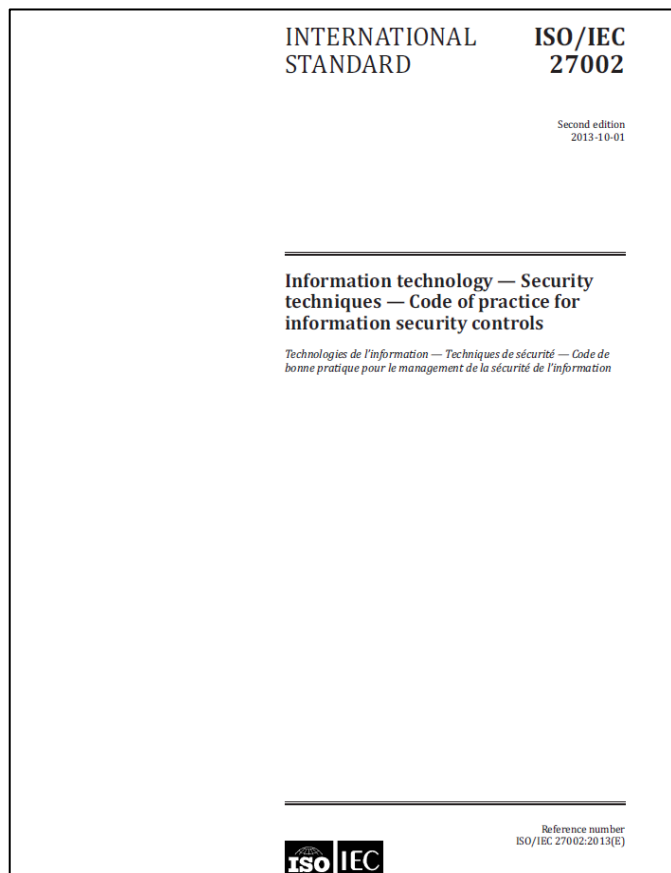 INTERNATIONAL STANDARD
ISO/IEC 27002
Second edition
2013-10-01
Information technology — Security
techniques — Code of practice for
information security controls
Technologies de l'information — Techniques de sécurité — Code de
bonne pratique pour le management de la sécurité de l'information
Reference number
ISO/IEC 27002:2013(E)
ISO IEC